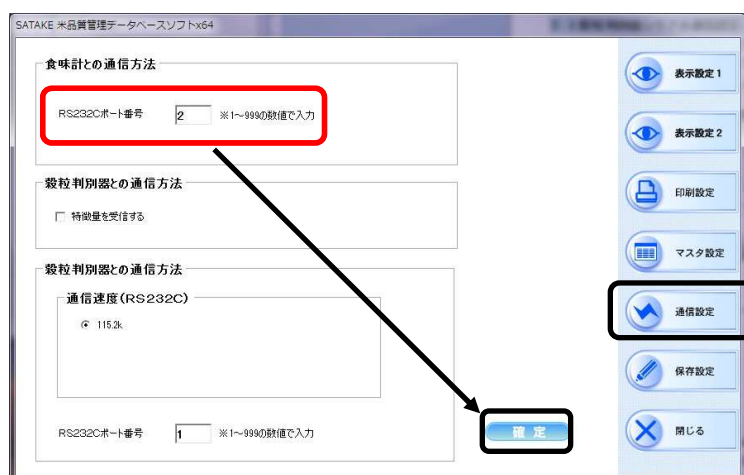 SATAKE 米品質管理データベースソフトx64
食味計との通信方法
RS232Cポート番号 2 ※1~999の数値で入力
穀粒判別器との通信方法
特徴量を受信する
穀粒判別器との通信方法
通信速度(RS232C)
115.2k
RS232Cポート番号 1 ※1~999の数値で入力
確定
表示設定1
表示設定2
印刷設定
マスタ設定
通信設定
保存設定
閉じる